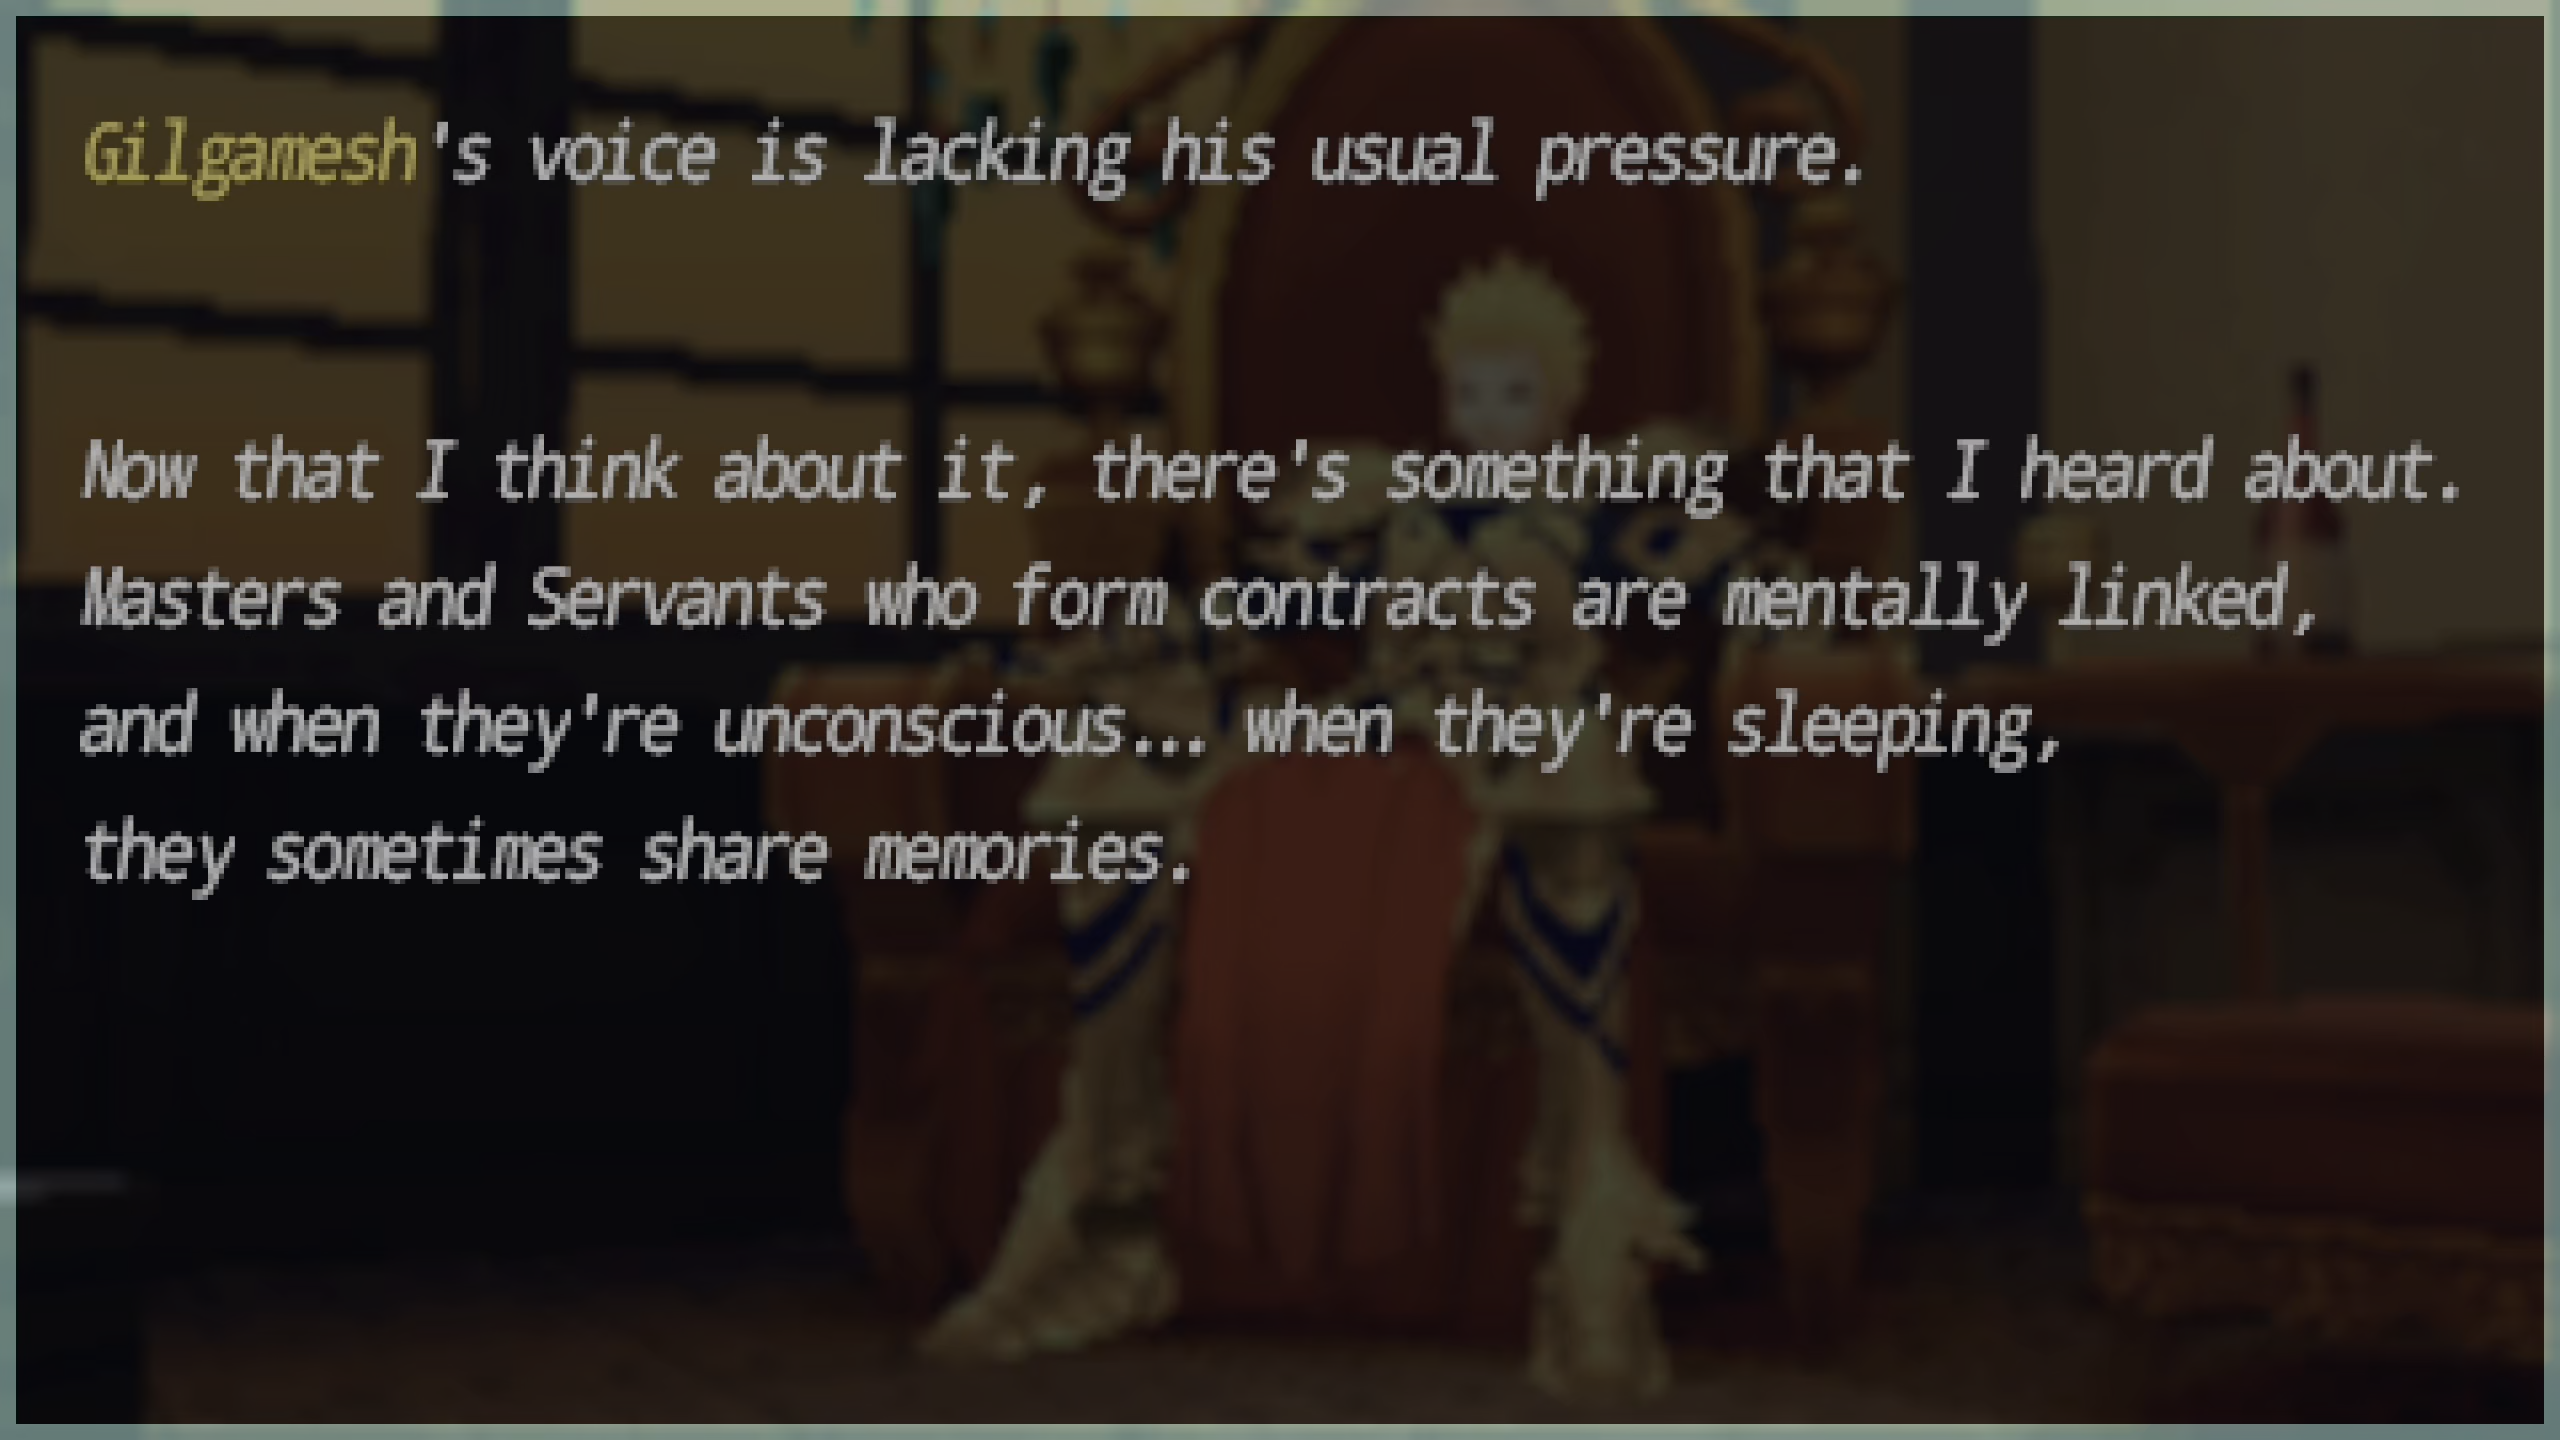 Gilgamesh's voice is lacking his usual pressure.
Now that I think about it, there's something that I heard about.
Masters and Servants who form contracts are mentally linked,
and when they're unconscious... when they're sleeping,
they sometimes share memories.